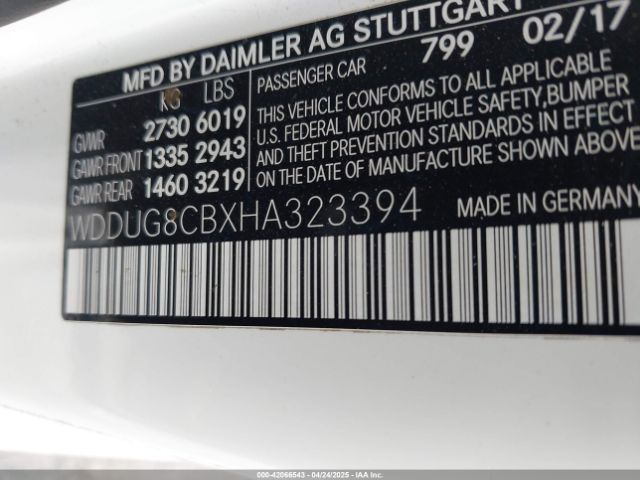 MFD BY DAIMLER AG STUTTGART
KG LBS
GVWR 2730 6019
GAWR FRONT 1335 2943
GAWR REAR 1460 3219
PASSENGER CAR 799 02/17
THIS VEHICLE CONFORMS TO ALL APPLICABLE
U.S. FEDERAL MOTOR VEHICLE SAFETY, BUMPER
AND THEFT PREVENTION STANDARDS IN EFFECT
ON THE DATE OF MANUFACTURE SHOWN ABOVE
WDDUG8CBXHA323394
MADE IN GERMANY
000-42066543 - 04/24/2025 - IAA Inc.